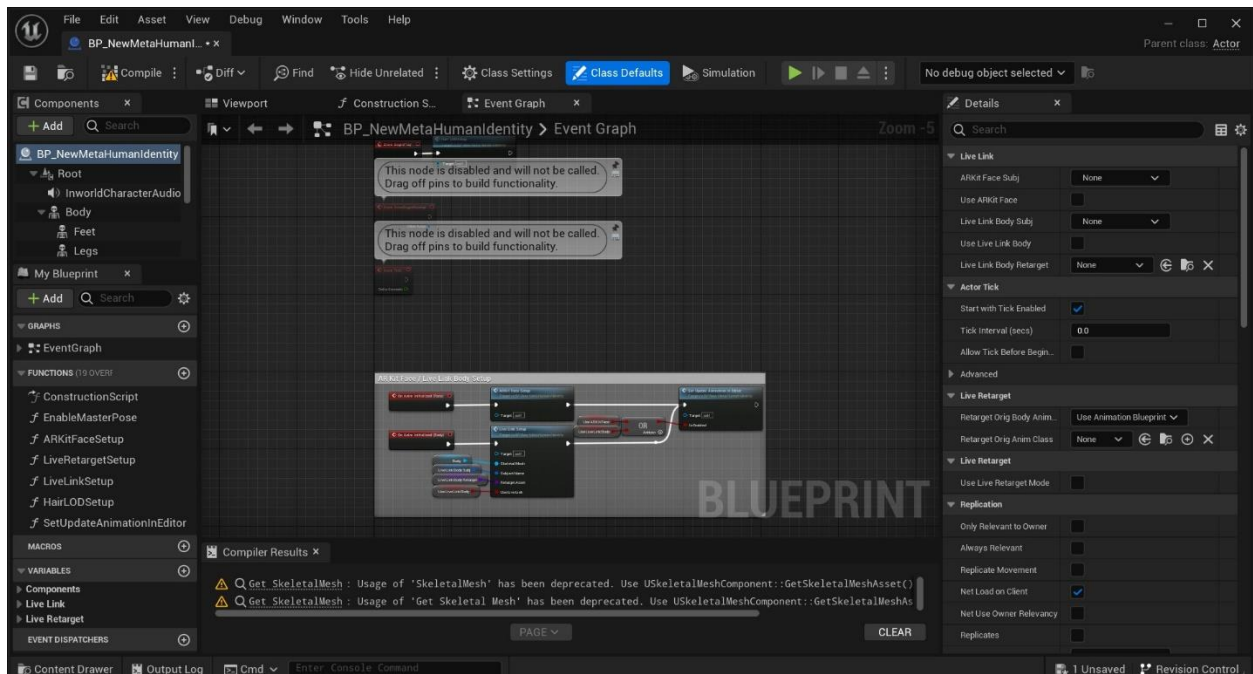 File Edit Asset View Debug Window Tools Help
BP_NewMetaHumanI... • ×
Parent class: Actor
Compile Diff Find Hide Unrelated Class Settings Class Defaults Simulation No debug object selected
Components ×
+ Add Search
BP_NewMetaHumanIdentity
Root
InworldCharacterAudio
Body
Feet
Legs
My Blueprint ×
+ Add Search
GRAPHS
EventGraph
FUNCTIONS (19 OVERR
ConstructionScript
EnableMasterPose
ARKitFaceSetup
LiveRetargetSetup
LiveLinkSetup
HairLODSetup
SetUpdateAnimationInEditor
MACROS
VARIABLES
Components
Live Link
Live Retarget
EVENT DISPATCHERS
Viewport Construction S... Event Graph ×
BP_NewMetaHumanIdentity > Event Graph Zoom -5
This node is disabled and will not be called.
Drag off pins to build functionality.
This node is disabled and will not be called.
Drag off pins to build functionality.
AR Kit Face / Live Link Body Setup
OR
BLUEPRINT
Compiler Results ×
Get SkeletalMesh : Usage of 'SkeletalMesh' has been deprecated. Use USkeletalMeshComponent::GetSkeletalMeshAsset()
Get SkeletalMesh : Usage of 'Get Skeletal Mesh' has been deprecated. Use USkeletalMeshComponent::GetSkeletalMeshAs
PAGE CLEAR
Details ×
Search
Live Link
ARKit Face Subj None
Use ARKit Face
Live Link Body Subj None
Use Live Link Body
Live Link Body Retarget None
Actor Tick
Start with Tick Enabled
Tick Interval (secs) 0.0
Allow Tick Before Begin...
Advanced
Live Retarget
Retarget Orig Body Anim... Use Animation Blueprint
Retarget Orig Anim Class None
Live Retarget
Use Live Retarget Mode
Replication
Only Relevant to Owner
Always Relevant
Replicate Movement
Net Load on Client
Net Use Owner Relevancy
Replicates
Content Drawer Output Log Cmd Enter Console Command 1 Unsaved Revision Control